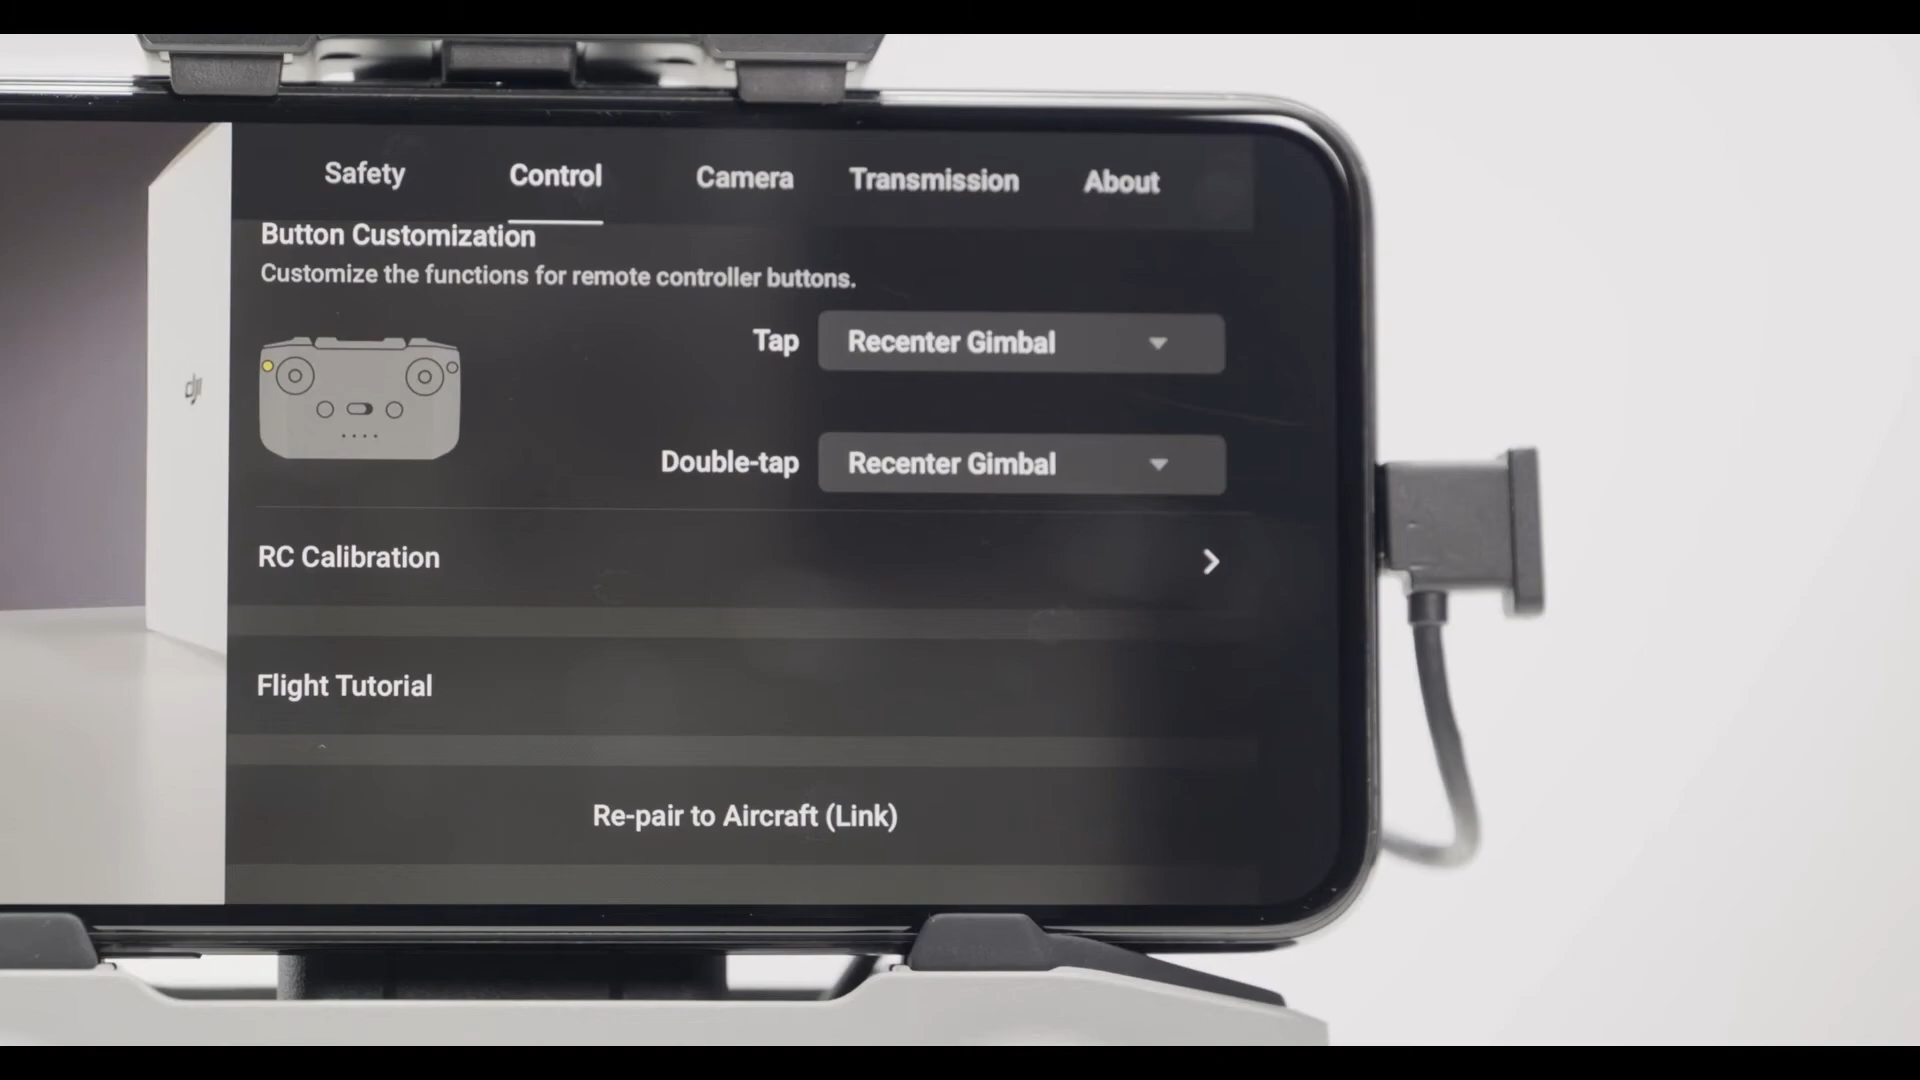 Safety Control Camera Transmission About
Button Customization
Customize the functions for remote controller buttons.
Tap Recenter Gimbal
Double-tap Recenter Gimbal
dji
RC Calibration
Flight Tutorial
Re-pair to Aircraft (Link)